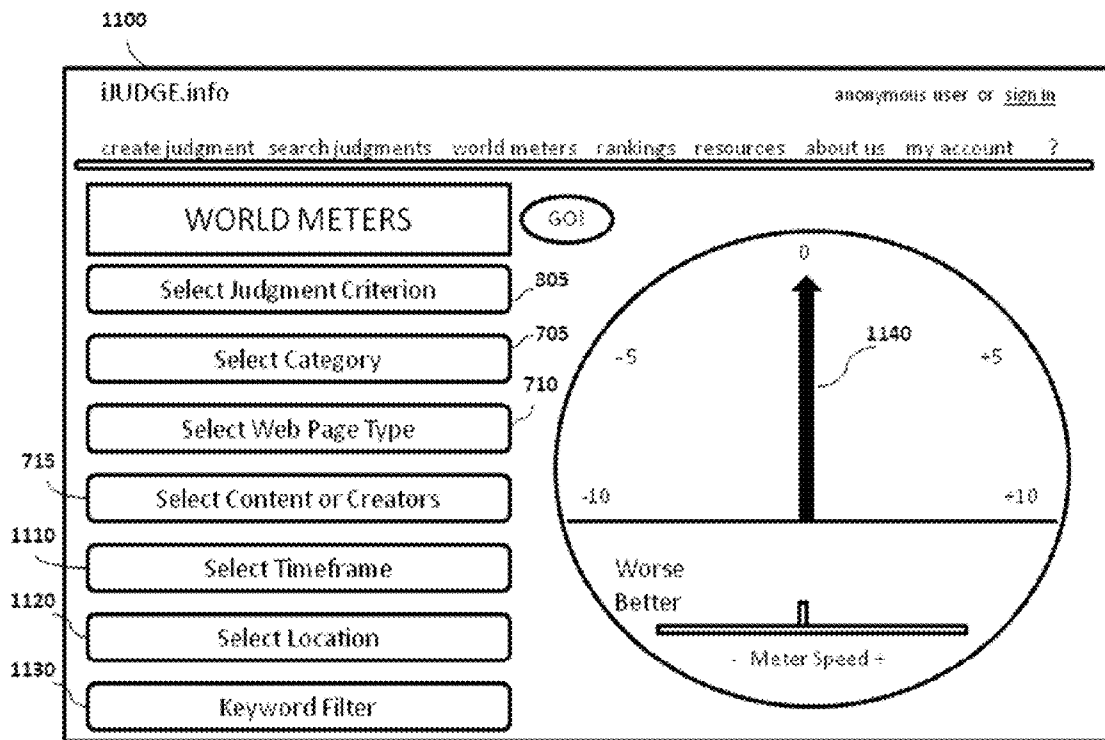 1100
iJUDGE.info
anonymous user or sign in
create judgment search judgments world meters rankings resources about us my account ?
WORLD METERS
GO!
Select Judgment Criterion
805
Select Category
705
Select Web Page Type
710
715
Select Content or Creators
1110
Select Timeframe
1120
Select Location
1130
Keyword Filter
0
-5
+5
1140
-10
+10
Worse
Better
- Meter Speed +